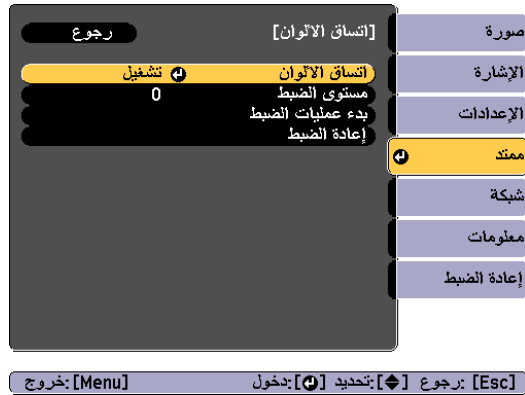 [اتساق الألوان]
رجوع
اتساق الألوان تشغيل
مستوى الضبط 0
بدء عمليات الضبط
إعادة الضبط
صورة
الإشارة
الإعدادات
ممتد
شبكة
معلومات
إعادة الضبط
[Esc] :رجوع [◆]:تحديد [⏎]:دخول [Menu]:خروج